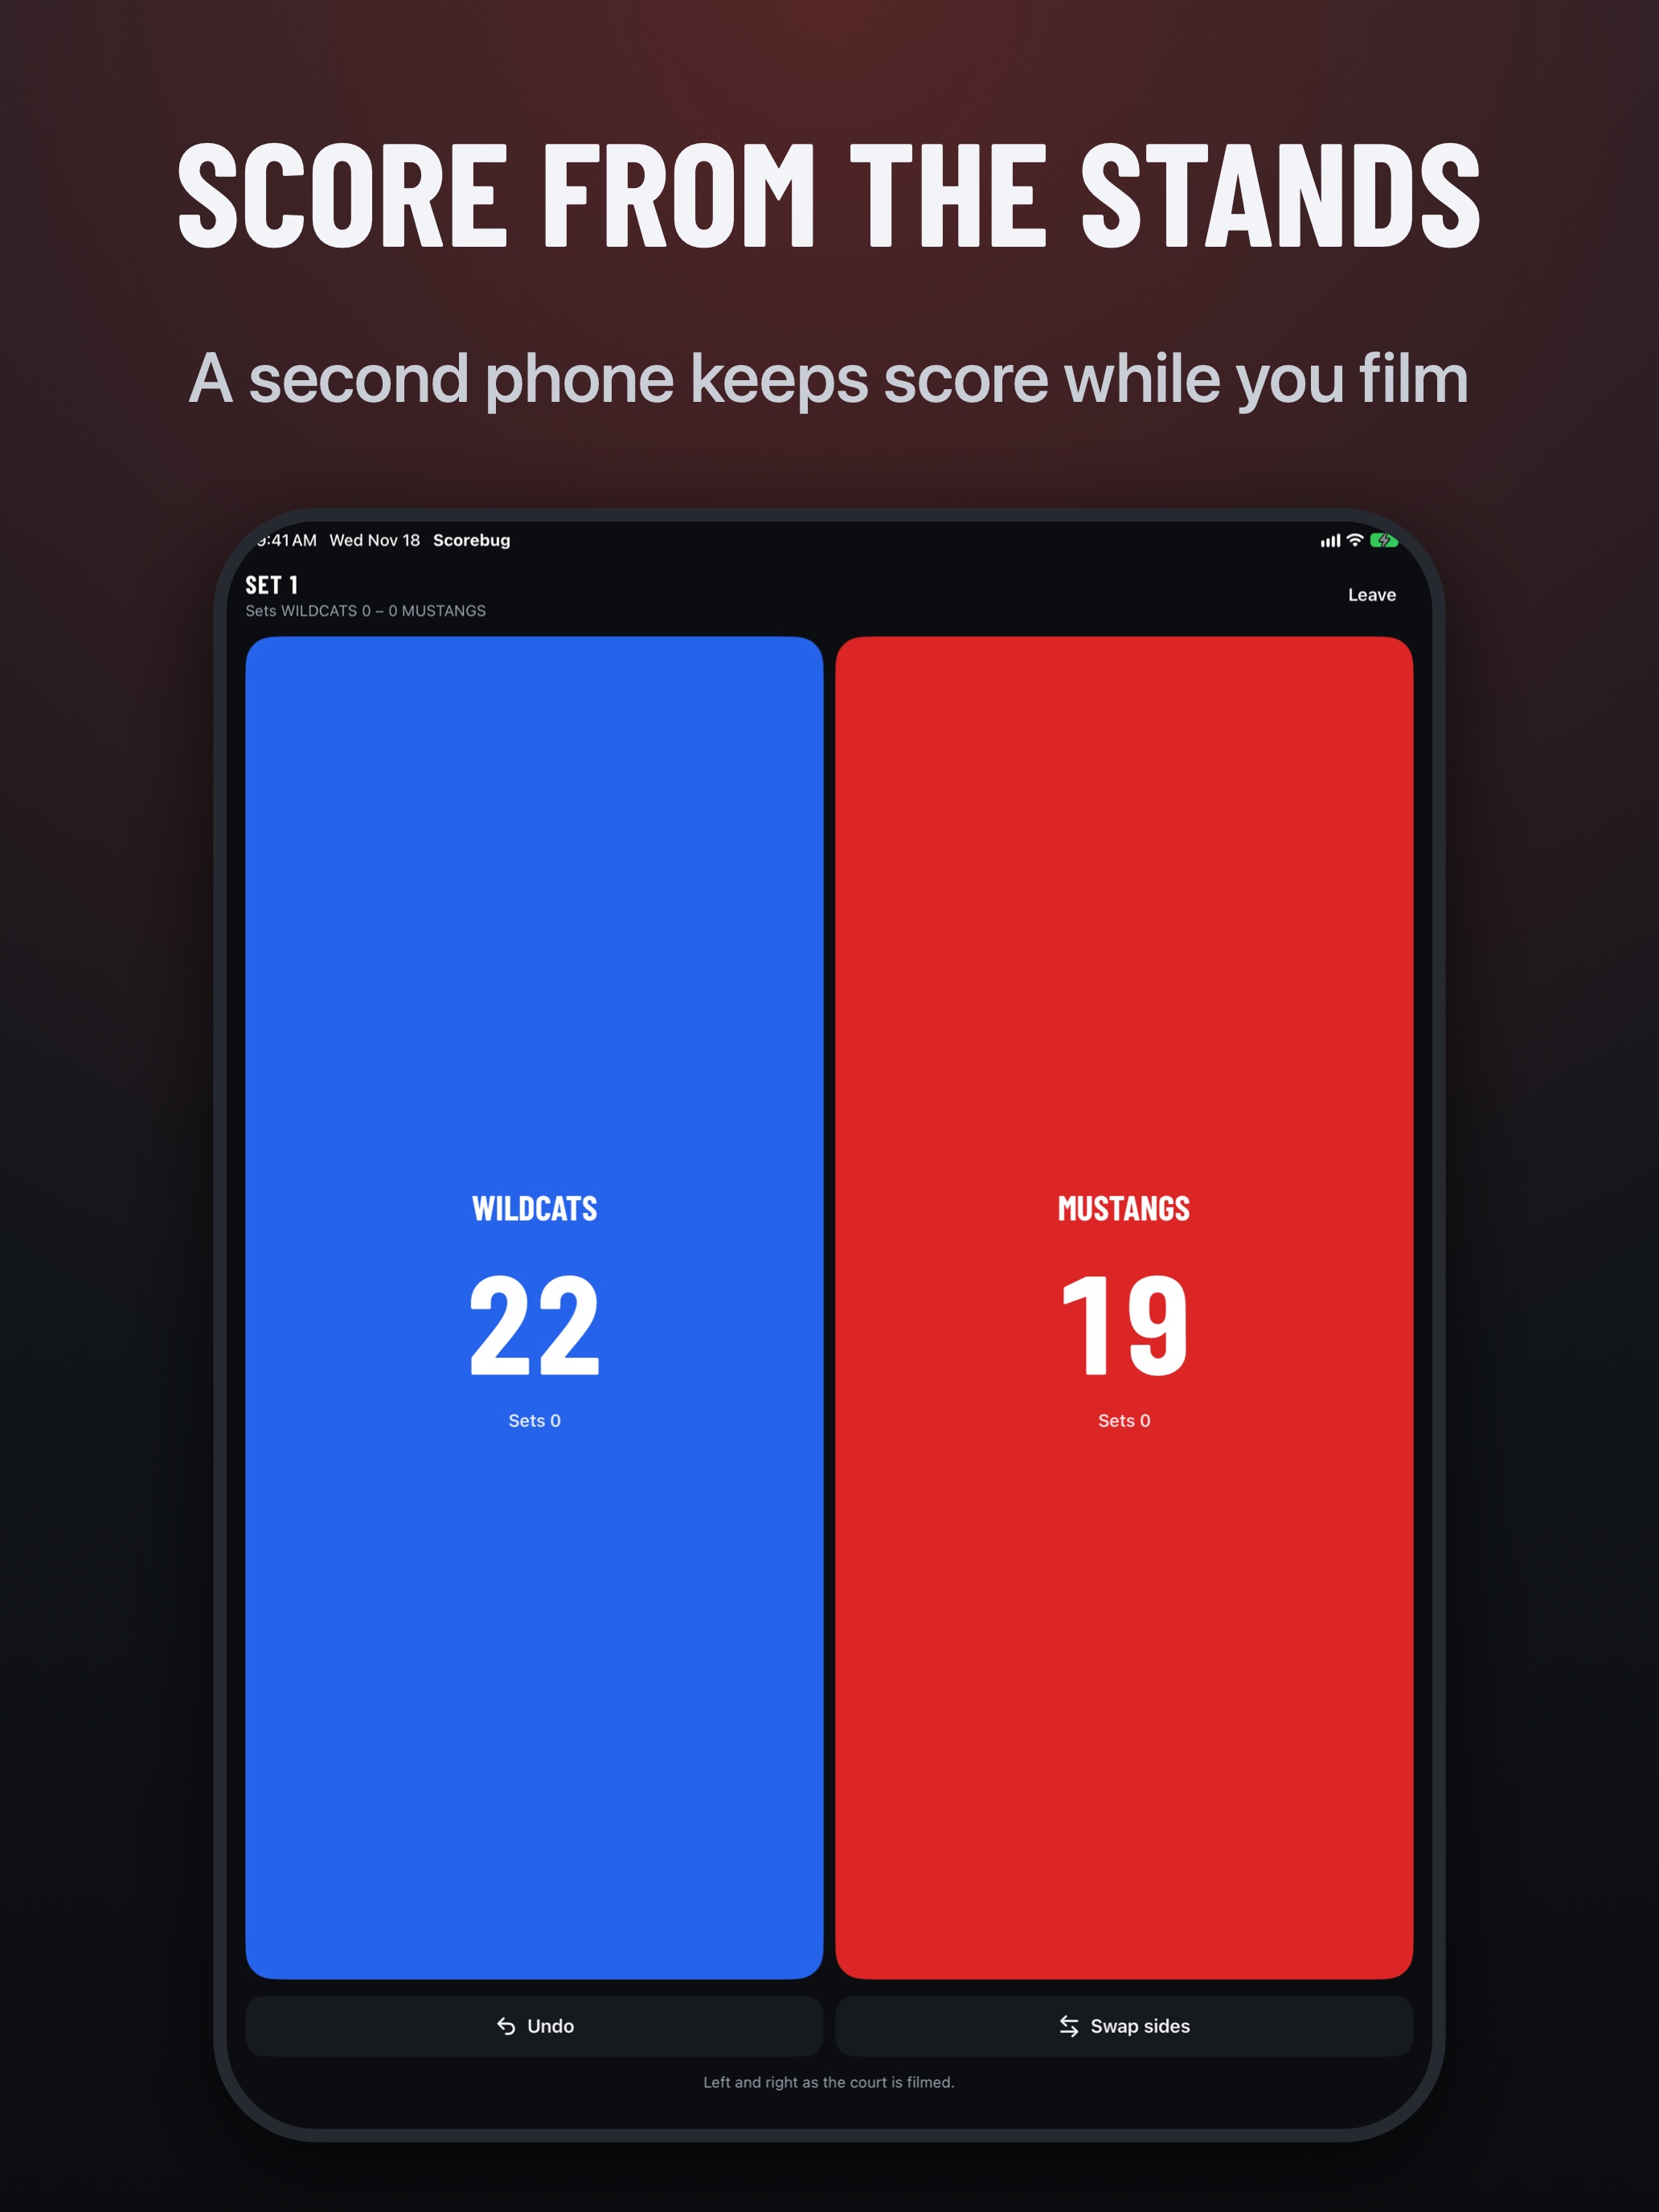 SCORE FROM THE STANDS
A second phone keeps score while you film
9:41 AM Wed Nov 18 Scorebug
SET 1
Sets WILDCATS 0 – 0 MUSTANGS
Leave
WILDCATS
22
Sets 0
MUSTANGS
19
Sets 0
Undo
Swap sides
Left and right as the court is filmed.